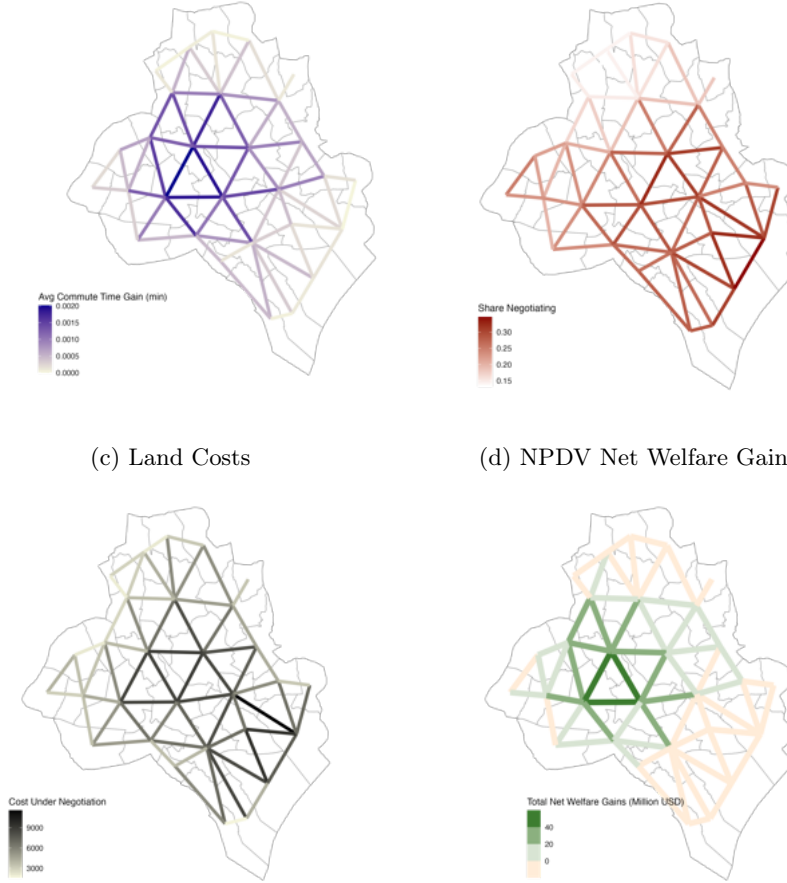 Avg Commute Time Gain (min)
0.0020
0.0015
0.0010
0.0005
0.0000
Share Negotiating
0.30
0.25
0.20
0.15
(c) Land Costs
(d) NPDV Net Welfare Gain
Cost Under Negotiation
9000
6000
3000
Total Net Welfare Gains (Million USD)
40
20
0